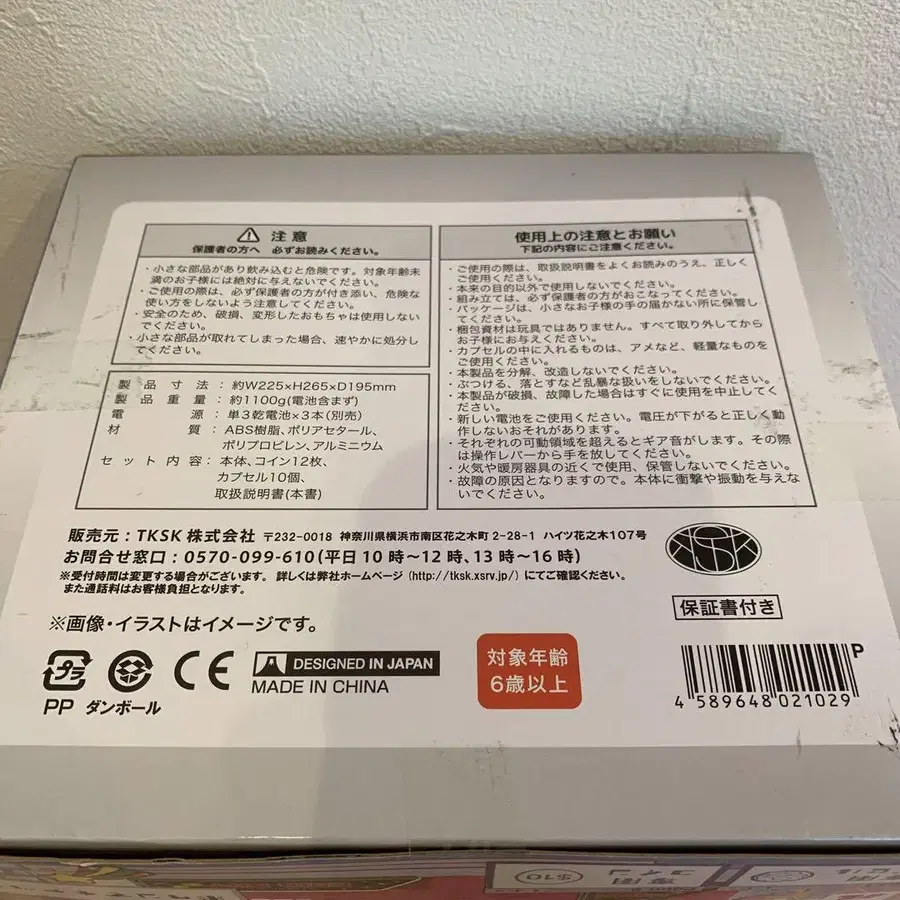 ⚠ 注意
保護者の方へ 必ずお読みください。
・小さな部品があり飲み込むと危険です。対象年齢未
満のお子様には絶対に与えないでください。
・ご使用の際は、必ず保護者の方が付き添い、危険な
使い方をしないよう注意してください。
・安全のため、破損、変形したおもちゃは使用しない
でください。
・小さな部品が取れてしまった場合、速やかに処分し
てください。
製品寸法:約W225×H265×D195mm
製品重量:約1100g(電池含まず)
電源:単3乾電池×3本(別売)
材質:ABS樹脂、ポリアセタール、
ポリプロピレン、アルミニウム
セット内容:本体、コイン12枚、
カプセル10個、
取扱説明書(本書)
使用上の注意とお願い
下記の内容にご注意ください。
・ご使用の際は、取扱説明書をよくお読みのうえ、正しく
ご使用ください。
・本来の目的以外で使用しないでください。
・組み立ては、必ず保護者の方がおこなってください。
・パッケージは、小さなお子様の手の届かない所に保管し
てください。
・梱包資材は玩具ではありません。すべて取り外してから
お子様にお与えください。
・カプセルの中に入れるものは、アメなど、軽量なものを
ご使用ください。
・本製品を分解、改造しないでください。
・ぶつける、落とすなど乱暴な扱いをしないでください。
・本製品が破損、故障した場合はすぐに使用を中止してく
ださい。
・新しい電池をご使用ください。電圧が下がると正しく動
作しないおそれがあります。
・それぞれの可動領域を超えるとギア音がします。その際
は操作レバーから手を放してください。
・火気や暖房器具の近くで使用、保管しないでください。
・故障の原因となりますので、本体に衝撃や振動を与えな
いでください。
販売元:TKSK 株式会社 〒232-0018 神奈川県横浜市南区花之木町2-28-1 ハイツ花之木107号
お問合せ窓口:0570-099-610(平日10時~12時、13時~16時)
※受付時間は変更する場合がございます。詳しくは弊社ホームページ(http://tksk.xsrv.jp/)にてご確認ください。
また通話料はお客様負担となります。
TKSK
保証書付き
※画像・イラストはイメージです。
プラ
PP
ダンボール
CE
DESIGNED IN JAPAN
MADE IN CHINA
対象年齢
6歳以上
P
4 589648 021029
$10